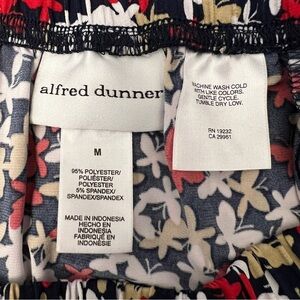 alfred dunner
M
95% POLYESTER/
POLIÉSTER/
POLYESTER
5% SPANDEX/
SPANDEX/SPANDEX
MADE IN INDONESIA
HECHO EN
INDONESIA
FABRIQUÉ EN
INDONÉSIE
MACHINE WASH COLD
WITH LIKE COLORS.
GENTLE CYCLE.
TUMBLE DRY LOW.
RN 19232
CA 29961